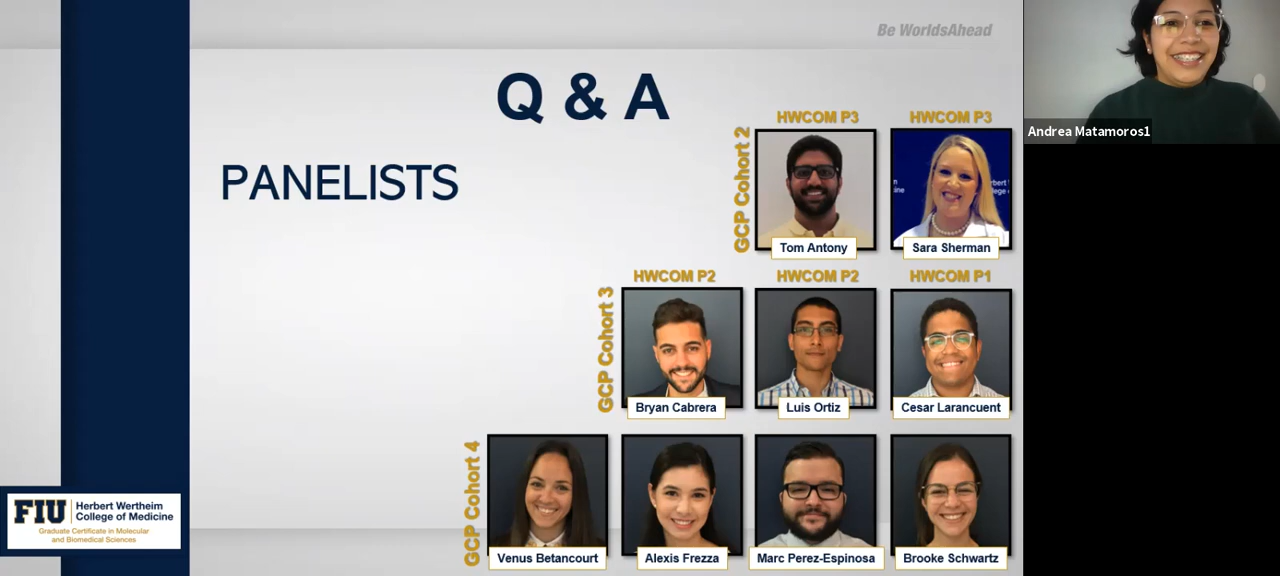 Be WorldsAhead
Q & A
PANELISTS
Andrea Matamoros1
GCP Cohort 2
HWCOM P3
HWCOM P3
Tom Antony
Sara Sherman
GCP Cohort 3
HWCOM P2
HWCOM P2
HWCOM P1
Bryan Cabrera
Luis Ortiz
Cesar Larancuent
GCP Cohort 4
Venus Betancourt
Alexis Frezza
Marc Perez-Espinosa
Brooke Schwartz
FIU
Herbert Wertheim
College of Medicine
Graduate Certificate in Molecular
and Biomedical Sciences